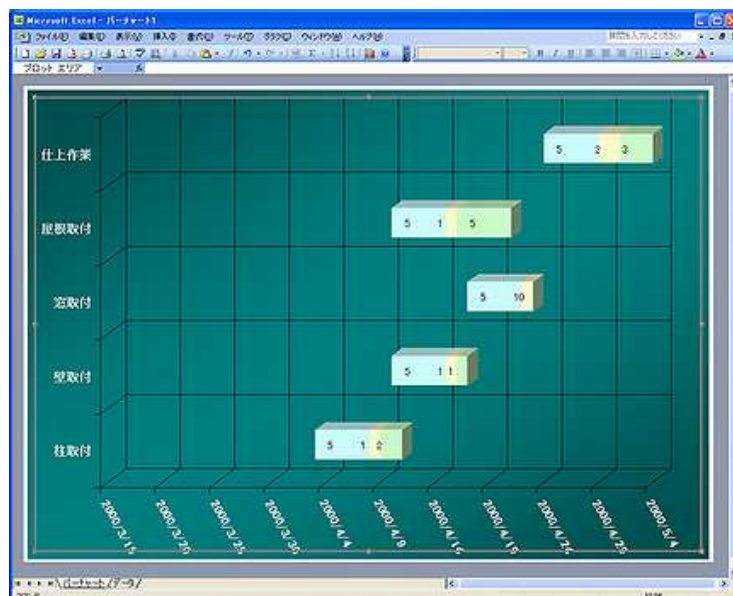 Microsoft Excel - バーチャート1
ファイル(F) 編集(E) 表示(V) 挿入(I) 書式(O) ツール(T) グラフ(C) ウィンドウ(W) ヘルプ(H)
プロット エリア
仕上作業
5 2 3
屋根取付
5 1 5
窓取付
5 10
壁取付
5 1 1
柱取付
5 1 2
2000/3/15 2000/3/20 2000/3/25 2000/3/30 2000/4/4 2000/4/9 2000/4/14 2000/4/19 2000/4/24 2000/4/29 2000/5/4
バーチャート / データ /